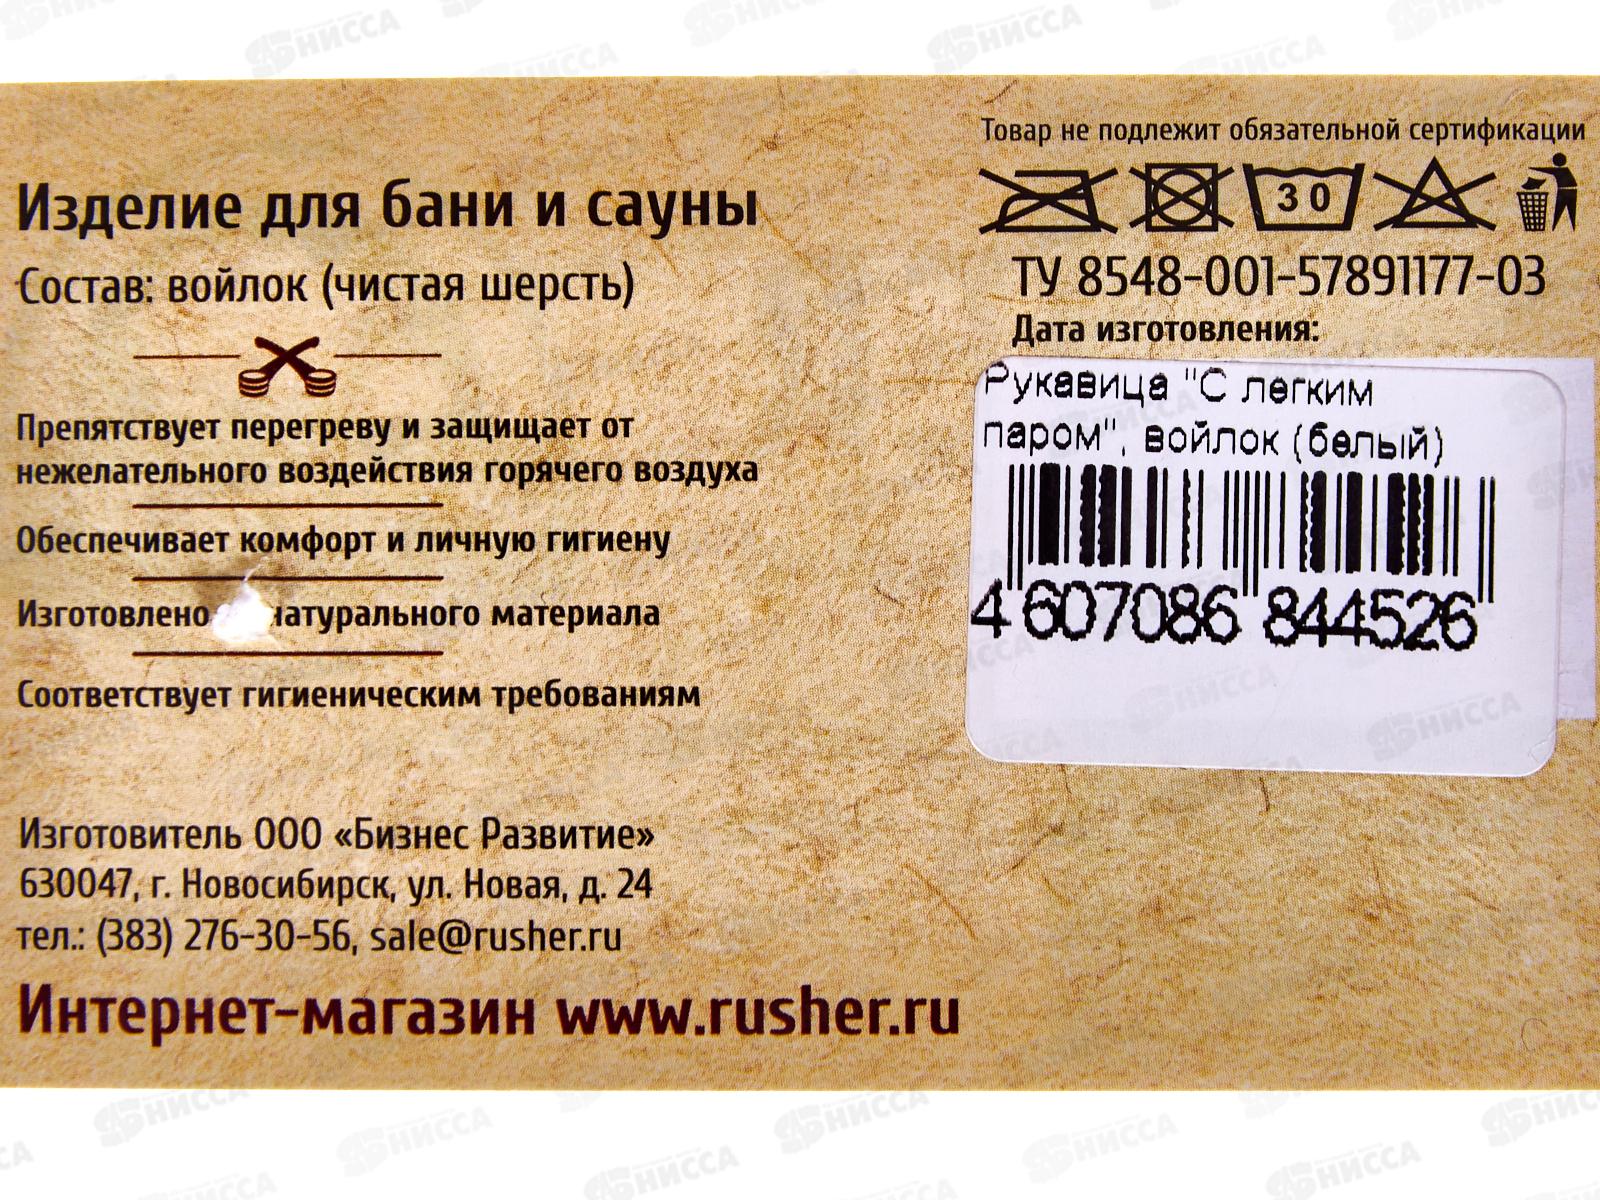 Товар не подлежит обязательной сертификации
30
Изделие для бани и сауны
Состав: войлок (чистая шерсть)
ТУ 8548-001-57891177-03
Дата изготовления:
Рукавица "С легким
паром", войлок (белый)
4 607086 844526
Препятствует перегреву и защищает от
нежелательного воздействия горячего воздуха
Обеспечивает комфорт и личную гигиену
Изготовлено натурального материала
Соответствует гигиеническим требованиям
Изготовитель ООО «Бизнес Развитие»
630047, г. Новосибирск, ул. Новая, д. 24
тел.: (383) 276-30-56, sale@rusher.ru
Интернет-магазин www.rusher.ru